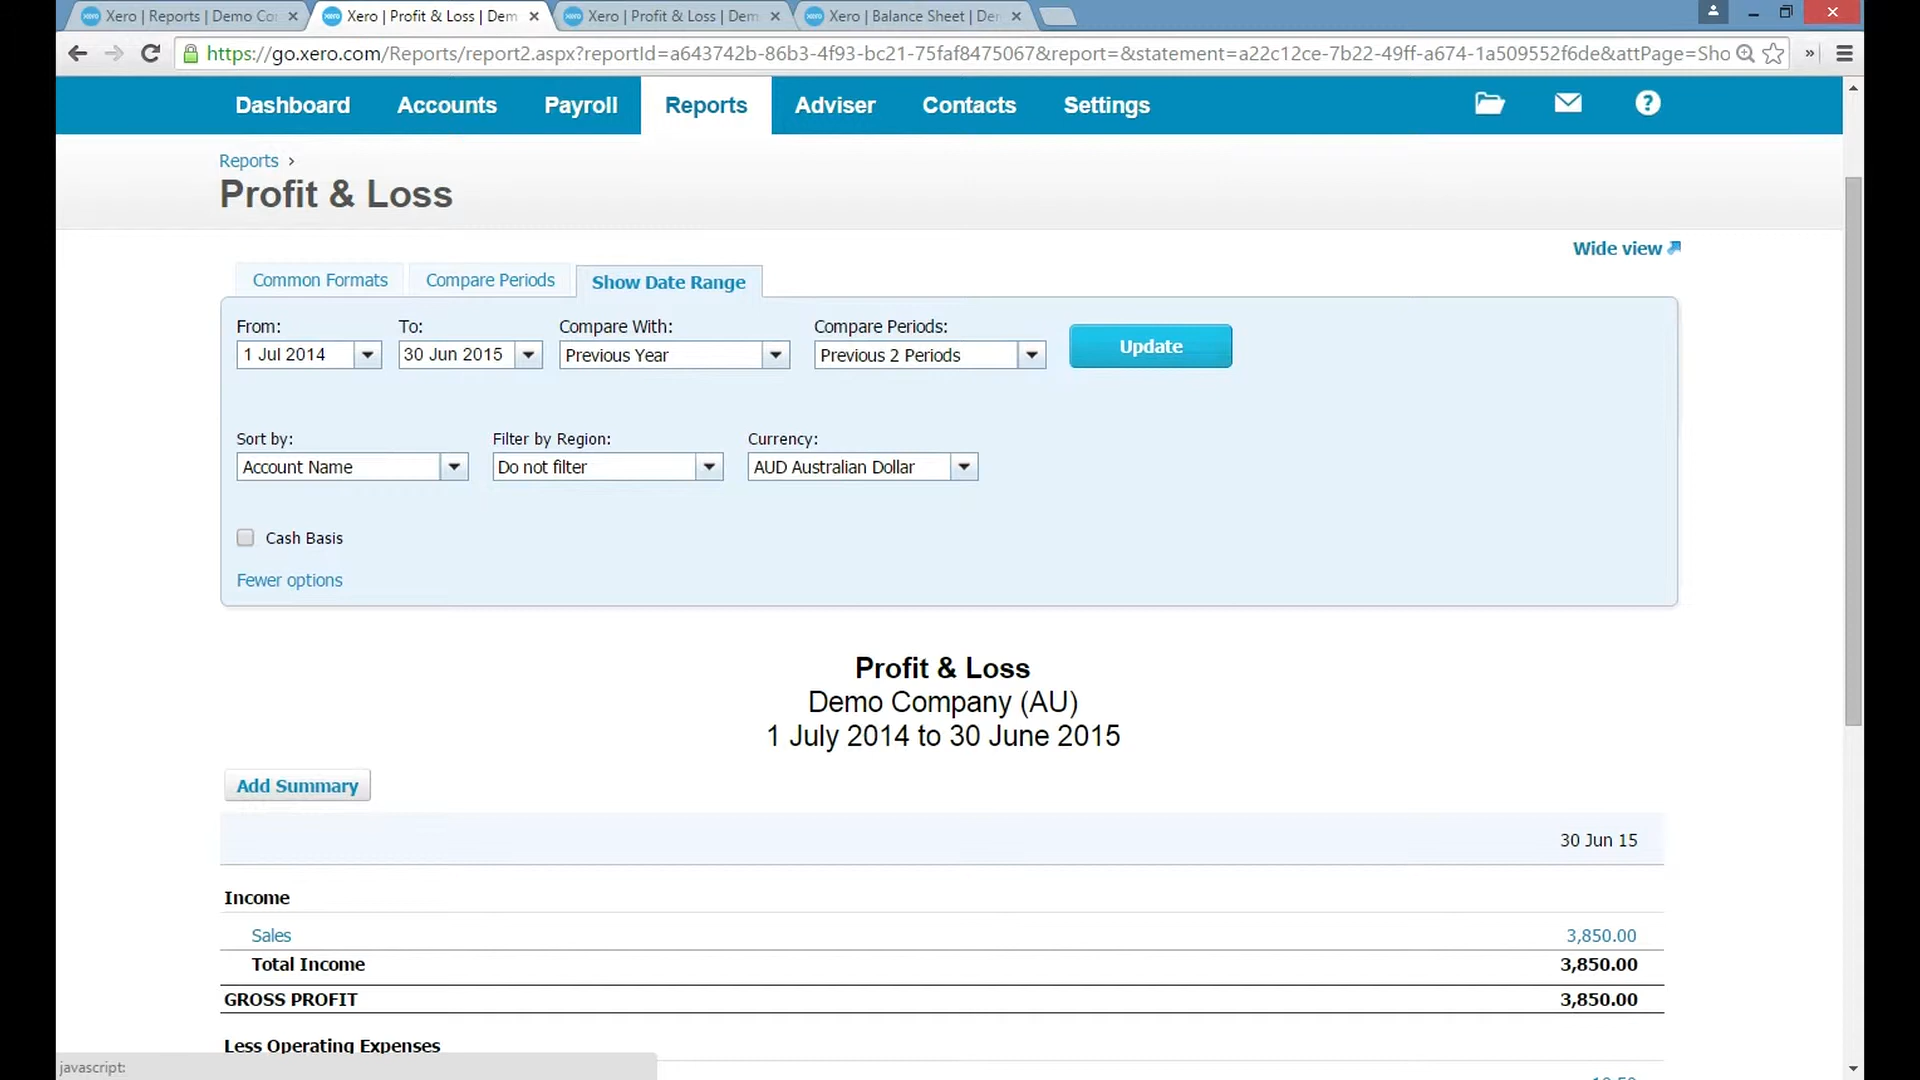 xero Xero | Reports | Demo Co
xero Xero | Profit & Loss | Dem
xero Xero | Profit & Loss | Dem
xero Xero | Balance Sheet | De
https://go.xero.com/Reports/report2.aspx?reportId=a643742b-86b3-4f93-bc21-75faf8475067&report=&statement=a22c12ce-7b22-49ff-a674-1a509552f6de&attPage=Sho
Dashboard Accounts Payroll Reports Adviser Contacts Settings ?
Reports ›
Profit & Loss
Wide view
Common Formats Compare Periods Show Date Range
From: To: Compare With: Compare Periods:
1 Jul 2014 30 Jun 2015 Previous Year Previous 2 Periods Update
Sort by: Filter by Region: Currency:
Account Name Do not filter AUD Australian Dollar
Cash Basis
Fewer options
Profit & Loss
Demo Company (AU)
1 July 2014 to 30 June 2015
Add Summary
30 Jun 15
Income
Sales 3,850.00
Total Income 3,850.00
GROSS PROFIT 3,850.00
Less Operating Expenses
javascript: